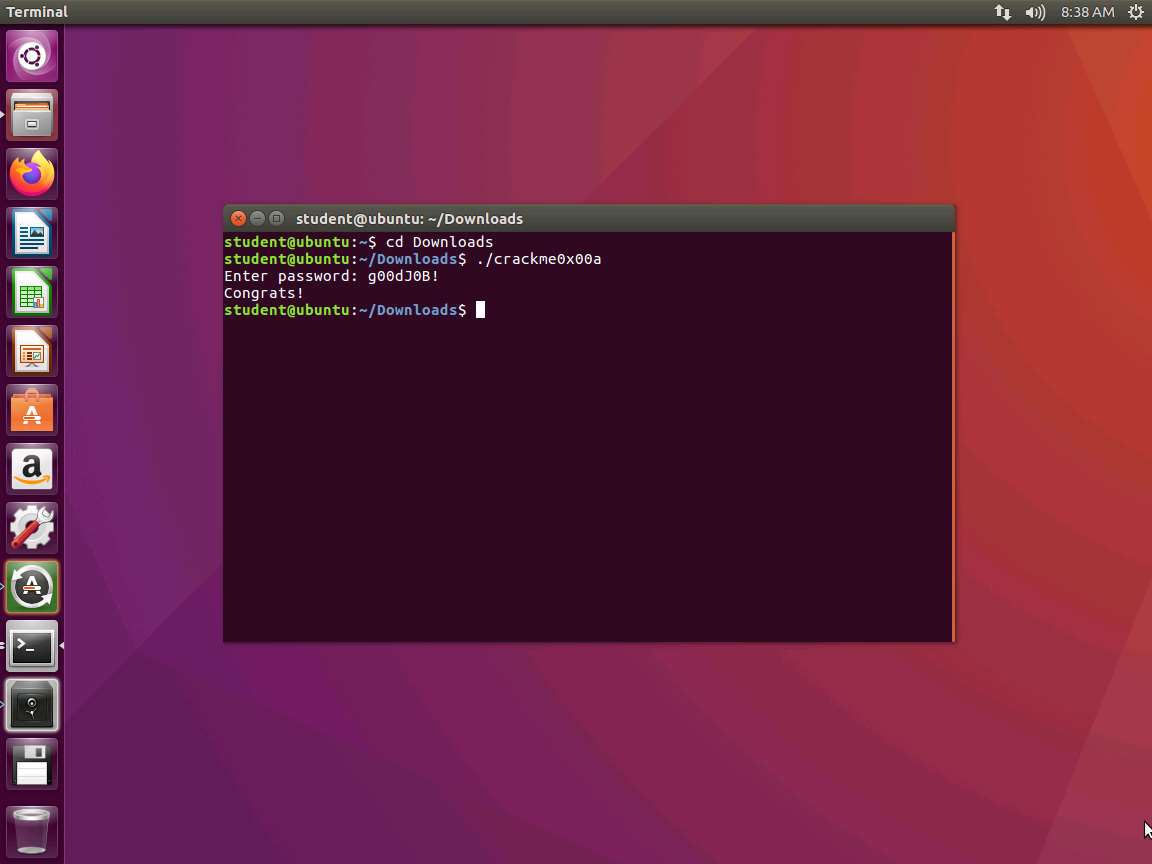 Terminal
8:38 AM
student@ubuntu: ~/Downloads
student@ubuntu:~$ cd Downloads
student@ubuntu:~/Downloads$ ./crackme0x00a
Enter password: g00dJ0B!
Congrats!
student@ubuntu:~/Downloads$